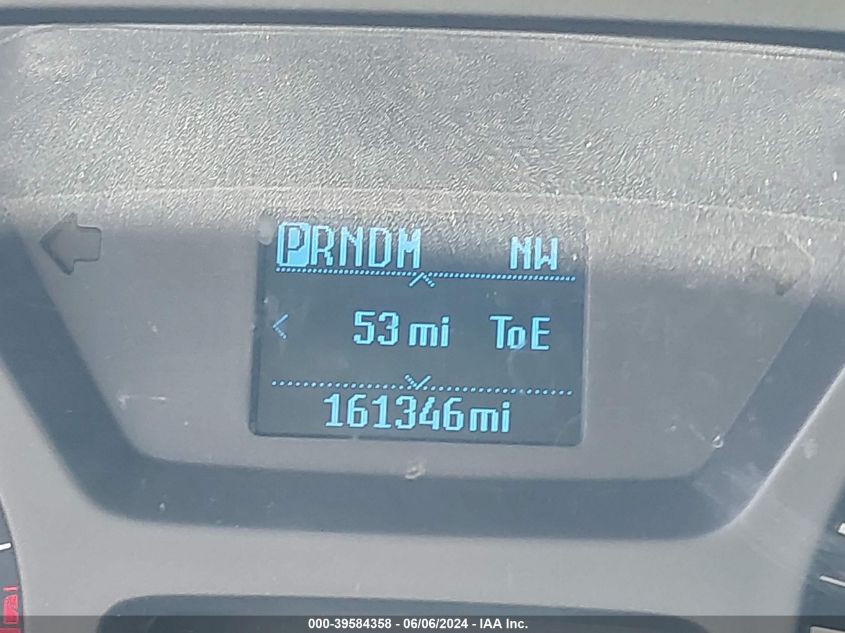 PRNDM NW
53 mi ToE
161346mi
000-39584358 - 06/06/2024 - IAA Inc.